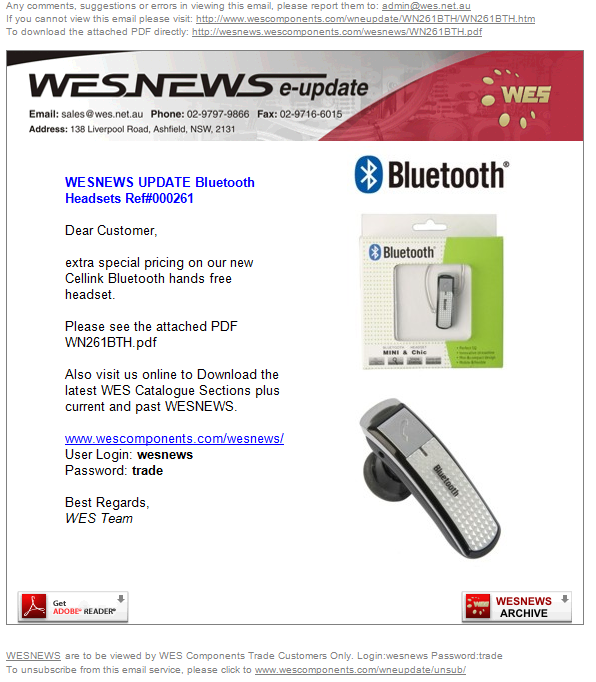 Any comments, suggestions or errors in viewing this email, please report them to: admin@wes.net.au
If you cannot view this email please visit: http://www.wescomponents.com/wneupdate/WN261BTH/WN261BTH.htm
To download the attached PDF directly: http://wesnews.wescomponents.com/wesnews/WN261BTH.pdf
WESNEWS e-update
WES
Email: sales@wes.net.au Phone: 02-9797-9866 Fax: 02-9716-6015
Address: 138 Liverpool Road, Ashfield, NSW, 2131
WESNEWS UPDATE Bluetooth
Headsets Ref#000261
Dear Customer,
extra special pricing on our new
Cellink Bluetooth hands free
headset.
Please see the attached PDF
WN261BTH.pdf
Also visit us online to Download the
latest WES Catalogue Sections plus
current and past WESNEWS.
www.wescomponents.com/wesnews/
User Login: wesnews
Password: trade
Best Regards,
WES Team
Bluetooth®
Bluetooth®
MINI & Chic
Bluetooth
Get
ADOBE® READER®
WESNEWS
ARCHIVE
WESNEWS are to be viewed by WES Components Trade Customers Only. Login:wesnews Password:trade
To unsubscribe from this email service, please click to www.wescomponents.com/wneupdate/unsub/